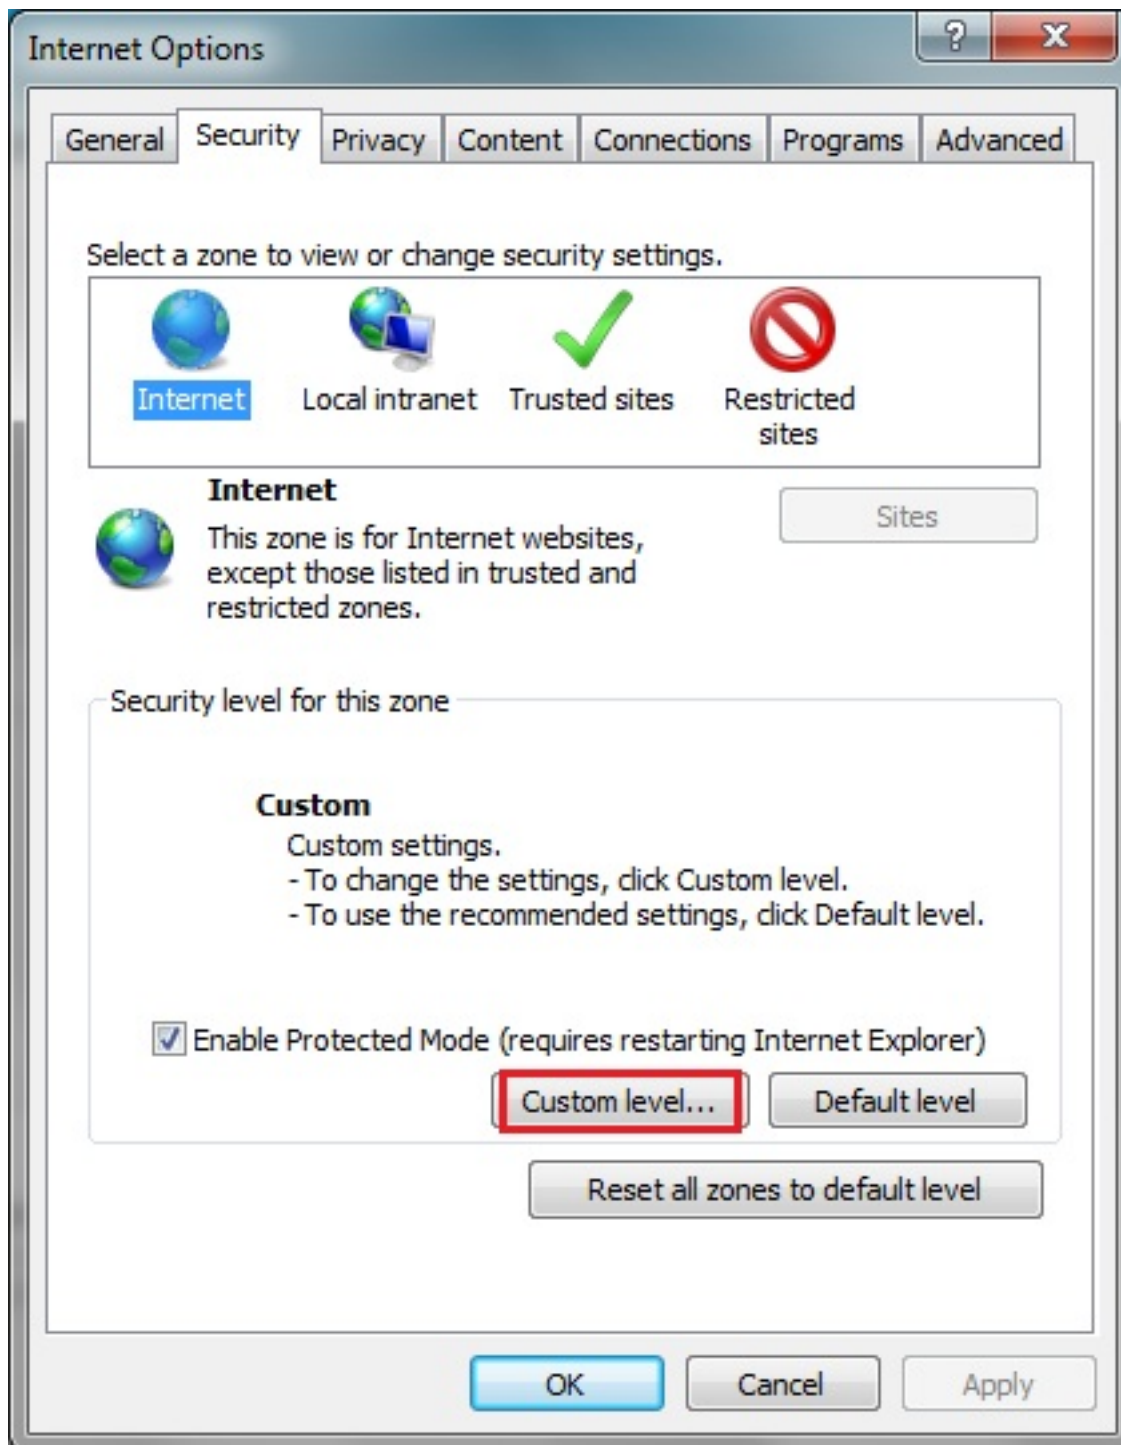 Internet Options
?
X
General Security Privacy Content Connections Programs Advanced
Select a zone to view or change security settings.
Internet Local intranet Trusted sites Restricted
sites
Internet
Sites
This zone is for Internet websites,
except those listed in trusted and
restricted zones.
Security level for this zone
Custom
Custom settings.
- To change the settings, click Custom level.
- To use the recommended settings, click Default level.
Enable Protected Mode (requires restarting Internet Explorer)
Custom level... Default level
Reset all zones to default level
OK Cancel Apply